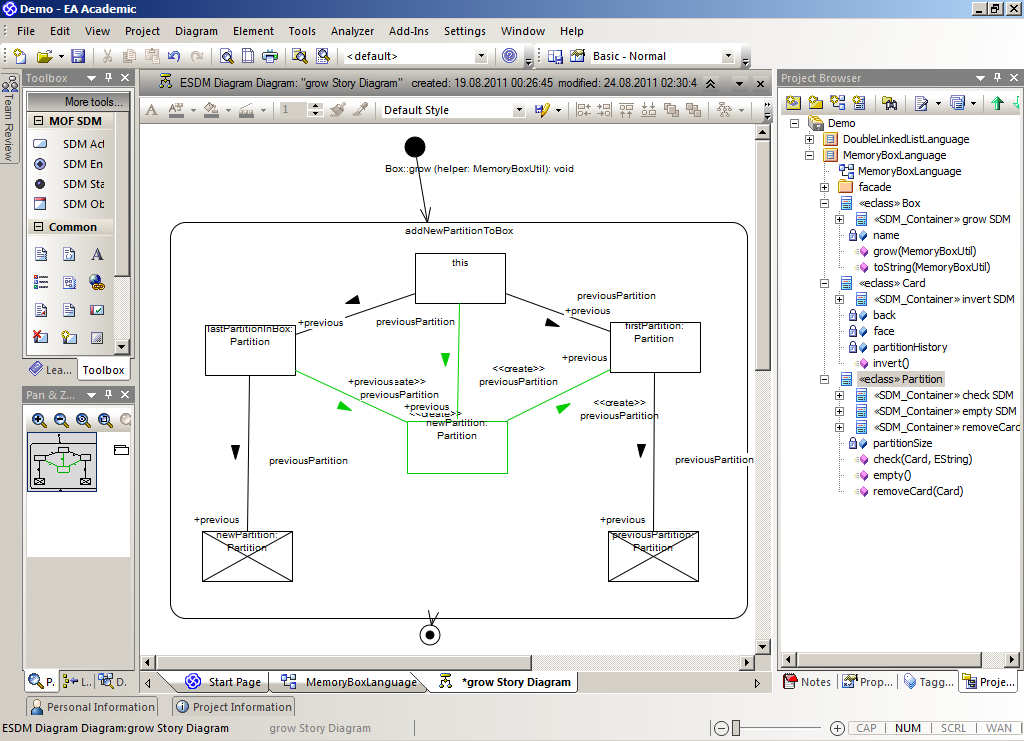 Demo - EA Academic
File Edit View Project Diagram Element Tools Analyzer Add-Ins Settings Window Help
<default>
Basic - Normal
Team Review
Toolbox
More tools...
MOF SDM
SDM Act
SDM En
SDM Sta
SDM Ob
Common
Lea...
Toolbox
Pan & Z...
P.
L..
D.
ESDM Diagram Diagram: "grow Story Diagram" created: 19.08.2011 00:26:45 modified: 24.08.2011 02:30:4
1
Default Style
Box::grow (helper: MemoryBoxUtil): void
addNewPartitionToBox
this
previousPartition
+previous
+previous
previousPartition
lastPartitionInBox:
Partition
firstPartition:
Partition
+previous
<<create>>
previousPartition
+previous
ate>>
previousPartition
+previous
<<create>>
<<create>>
previousPartition
newPartition:
Partition
previousPartition
previousPartition
+previous
+previous
newPartition:
Partition
previousPartition:
Partition
Start Page
MemoryBoxLanguage
*grow Story Diagram
Project Browser
Demo
DoubleLinkedListLanguage
MemoryBoxLanguage
MemoryBoxLanguage
facade
«eclass» Box
«SDM_Container» grow SDM
name
grow(MemoryBoxUtil)
toString(MemoryBoxUtil)
«eclass» Card
«SDM_Container» invert SDM
back
face
partitionHistory
invert()
«eclass» Partition
«SDM_Container» check SDM
«SDM_Container» empty SDM
«SDM_Container» removeCard
partitionSize
check(Card, EString)
empty()
removeCard(Card)
Notes
Prop...
Tagg...
Proje...
Personal Information
Project Information
ESDM Diagram Diagram:grow Story Diagram
grow Story Diagram
CAP NUM SCRL WAN